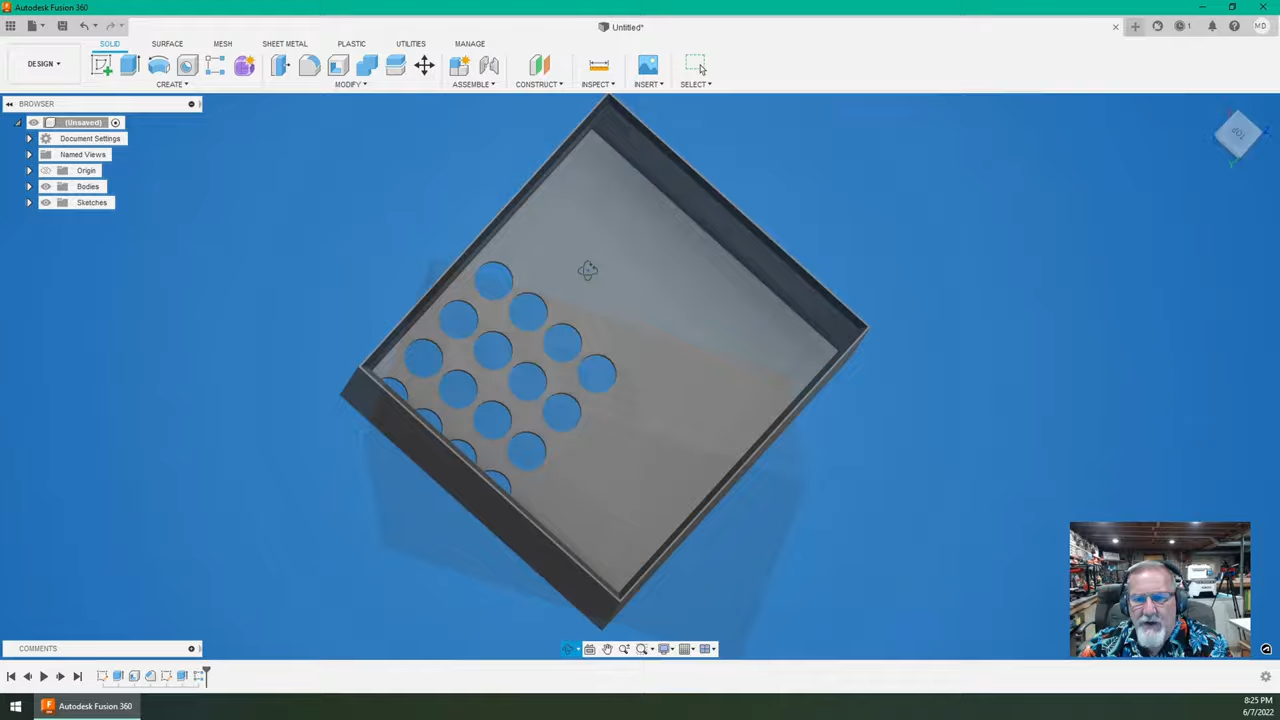 Autodesk Fusion 360
Untitled*
MD
DESIGN
SOLID
SURFACE
MESH
SHEET METAL
PLASTIC
UTILITIES
MANAGE
CREATE
MODIFY
ASSEMBLE
CONSTRUCT
INSPECT
INSERT
SELECT
BROWSER
(Unsaved)
Document Settings
Named Views
Origin
Bodies
Sketches
TOP
COMMENTS
Autodesk Fusion 360
8:25 PM
6/7/2022